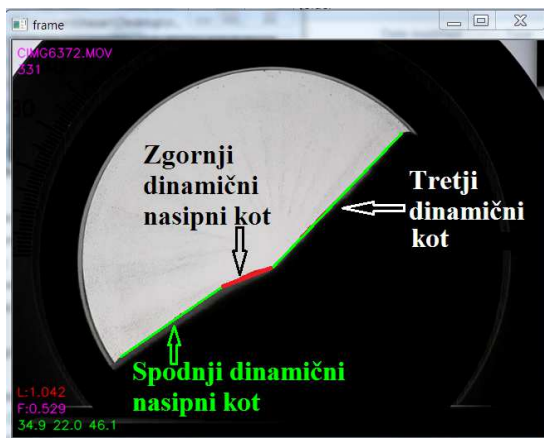 frame
CIMG6372.MOV
331
Zgornji
dinamični
nasipni kot
Tretji
dinamični
kot
Spodnji dinamični
nasipni kot
L:1.042
F:0.529
34.9 22.0 46.1